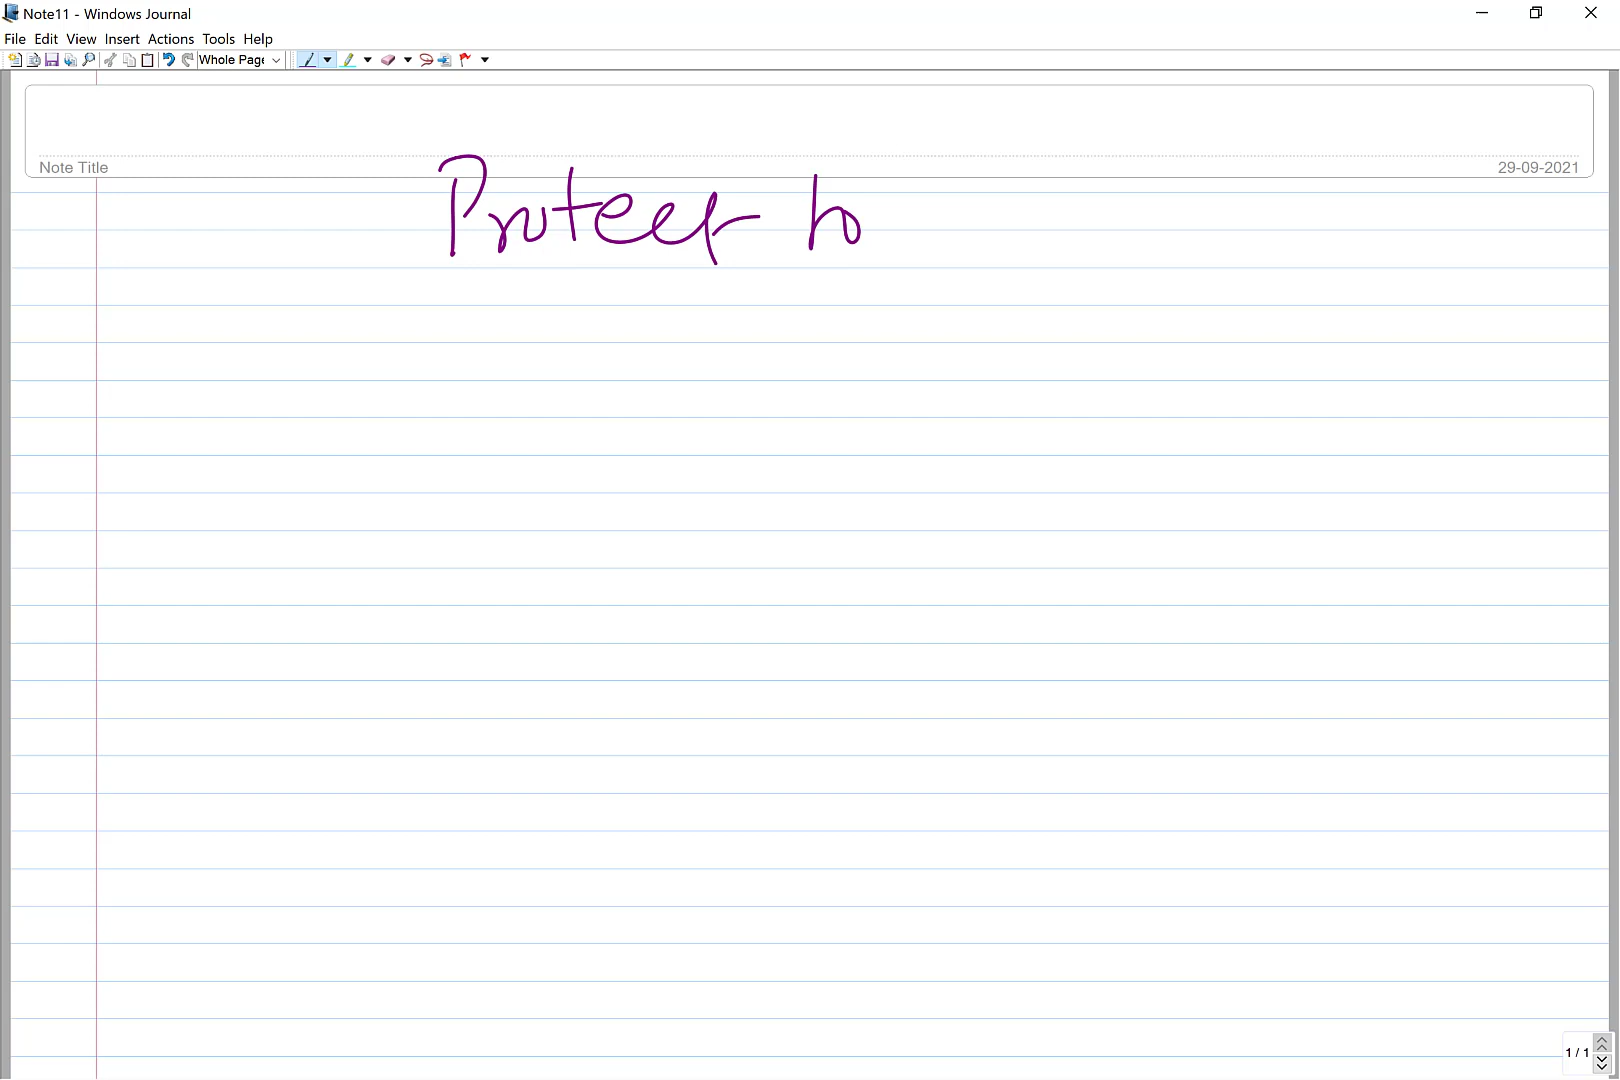 Note11 - Windows Journal
File Edit View Insert Actions Tools Help
Whole Page
Note Title 29-09-2021
Protect
1 / 1